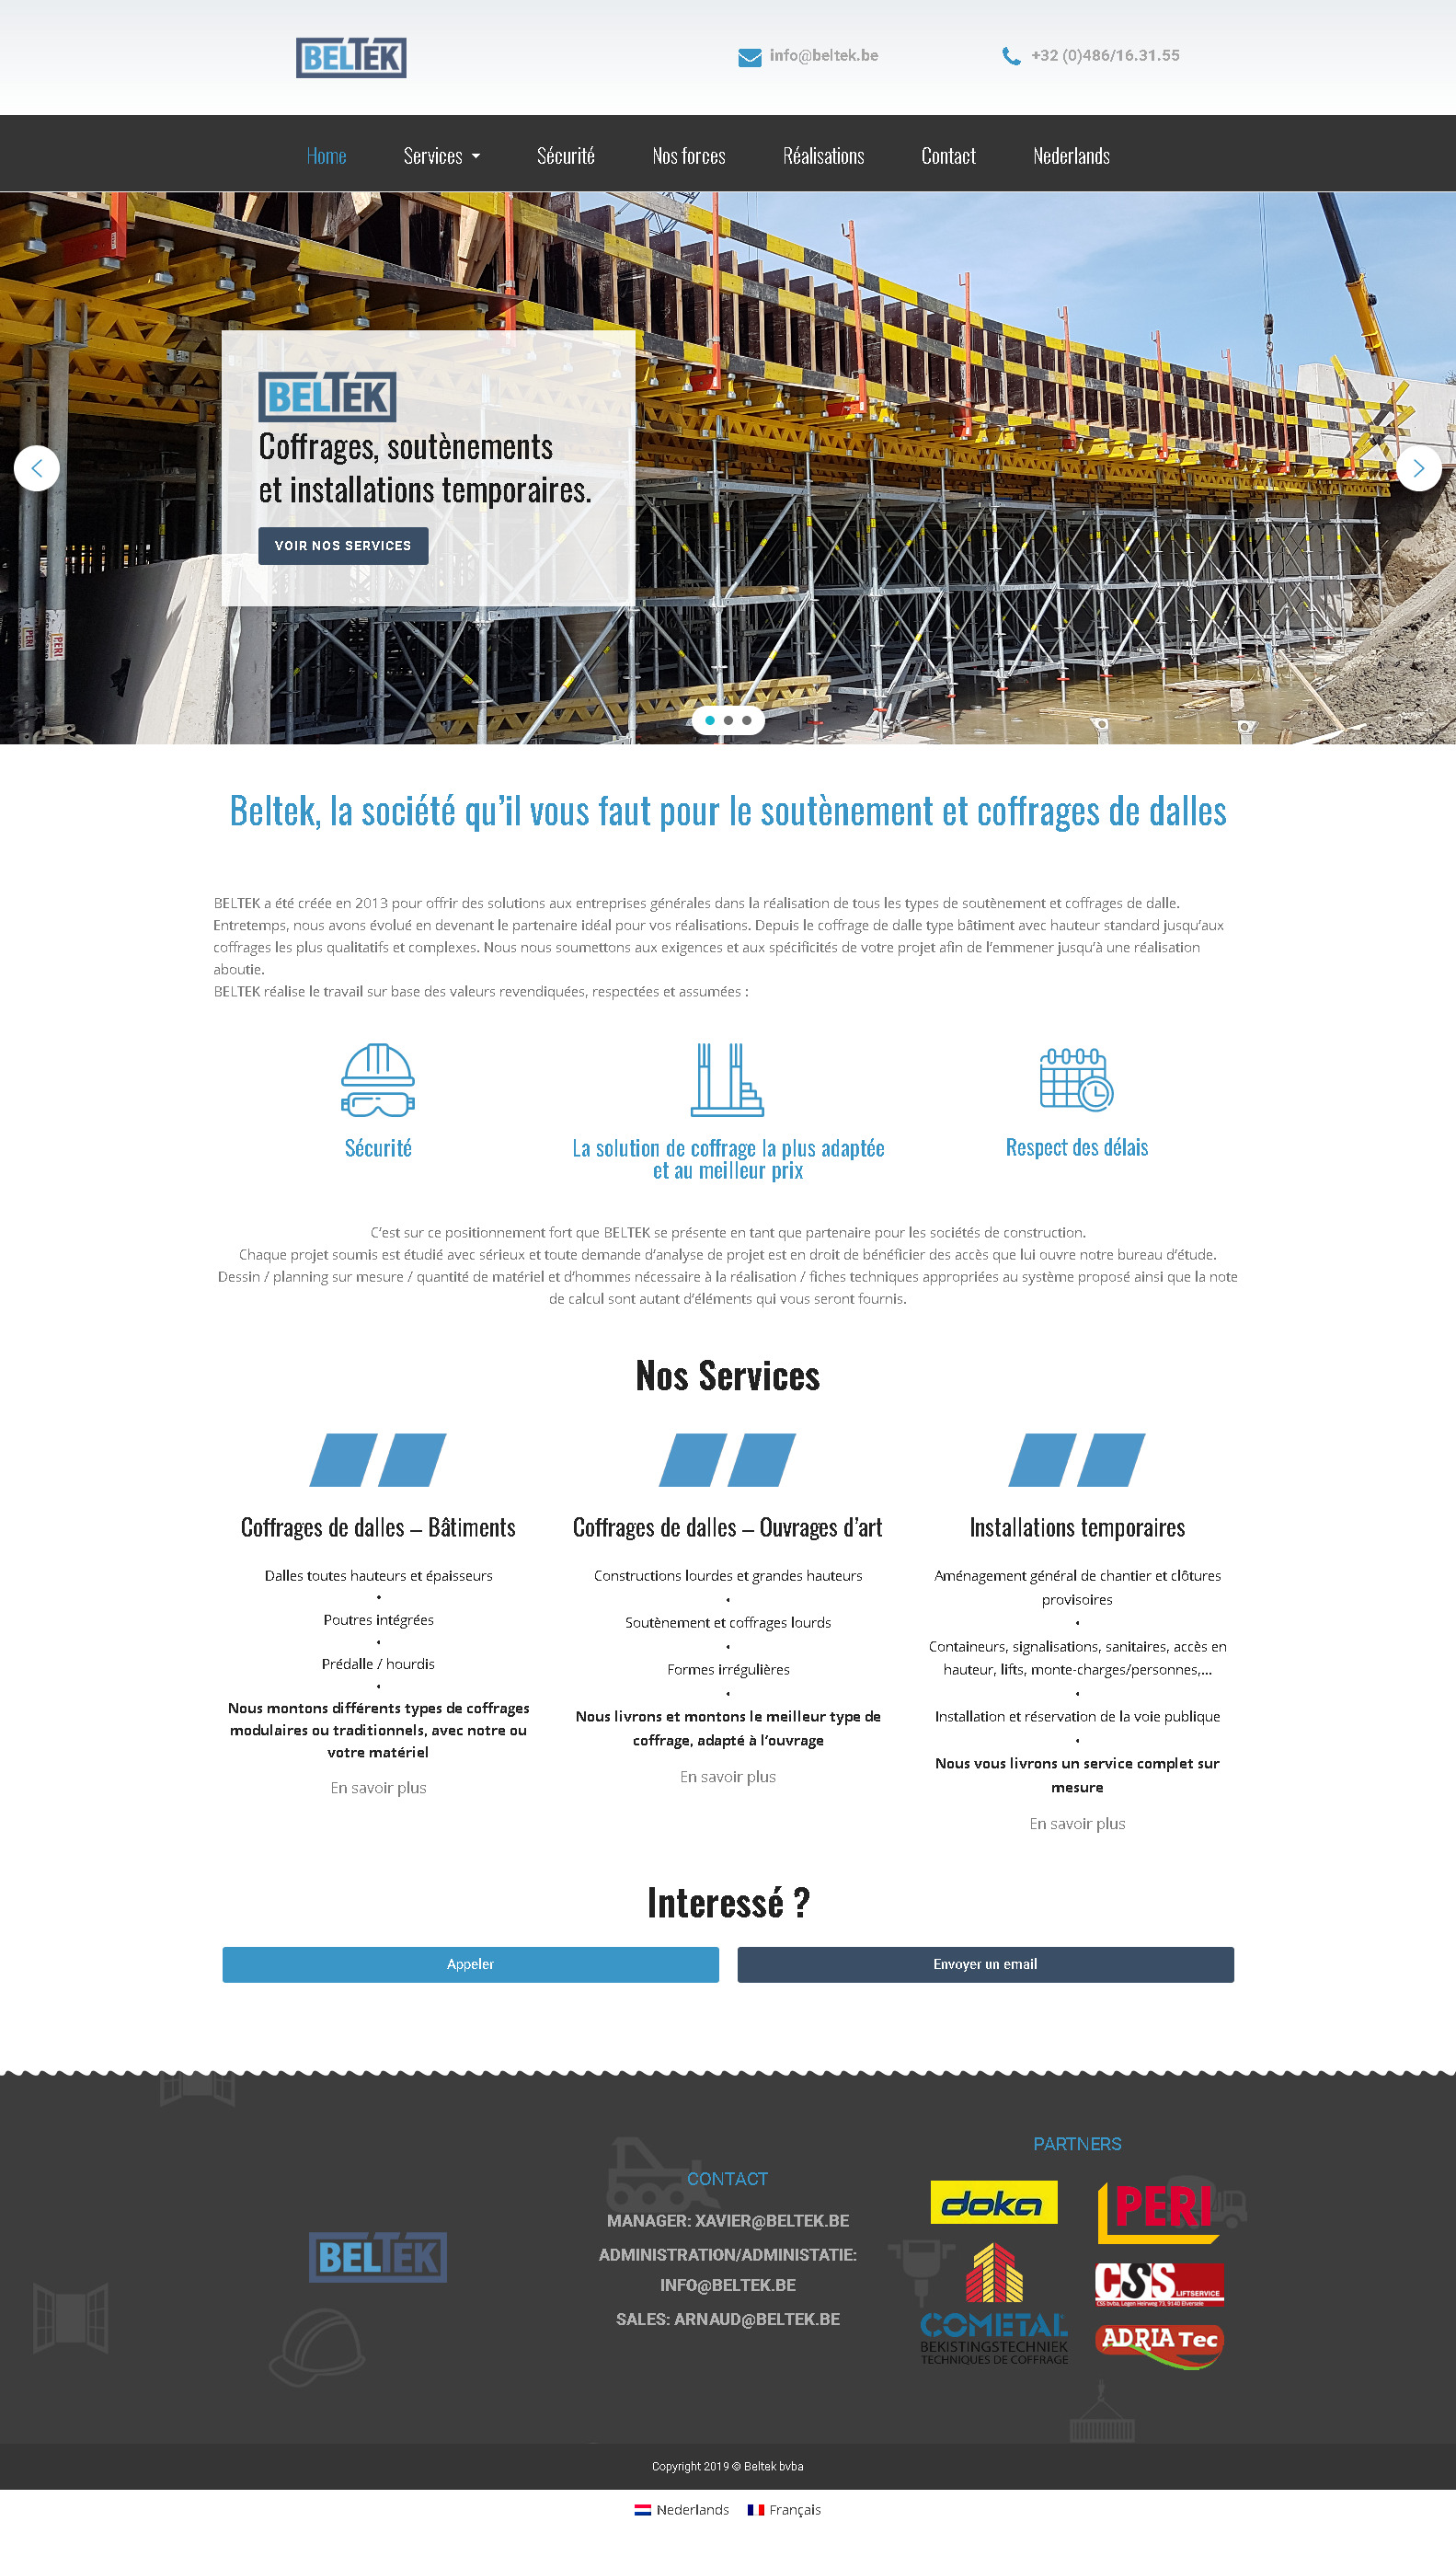 BELTEK
info@beltek.be
+32 (0)486/16.31.55
Home
Services
Sécurité
Nos forces
Réalisations
Contact
Nederlands
BELTEK
Coffrages, soutènements
et installations temporaires.
VOIR NOS SERVICES
PERI
PERI
Beltek, la société qu’il vous faut pour le soutènement et coffrages de dalles
BELTEK a été créée en 2013 pour offrir des solutions aux entreprises générales dans la réalisation de tous les types de soutènement et coffrages de dalle.
Entretemps, nous avons évolué en devenant le partenaire idéal pour vos réalisations. Depuis le coffrage de dalle type bâtiment avec hauteur standard jusqu’aux
coffrages les plus qualitatifs et complexes. Nous nous soumettons aux exigences et aux spécificités de votre projet afin de l’emmener jusqu’à une réalisation
aboutie.
BELTEK réalise le travail sur base des valeurs revendiquées, respectées et assumées :
Sécurité
La solution de coffrage la plus adaptée
et au meilleur prix
Respect des délais
C’est sur ce positionnement fort que BELTEK se présente en tant que partenaire pour les sociétés de construction.
Chaque projet soumis est étudié avec sérieux et toute demande d’analyse de projet est en droit de bénéficier des accès que lui ouvre notre bureau d’étude.
Dessin / planning sur mesure / quantité de matériel et d’hommes nécessaire à la réalisation / fiches techniques appropriées au système proposé ainsi que la note
de calcul sont autant d’éléments qui vous seront fournis.
Nos Services
Coffrages de dalles – Bâtiments
Dalles toutes hauteurs et épaisseurs
•
Poutres intégrées
•
Prédalle / hourdis
•
Nous montons différents types de coffrages
modulaires ou traditionnels, avec notre ou
votre matériel
En savoir plus
Coffrages de dalles – Ouvrages d’art
Constructions lourdes et grandes hauteurs
•
Soutènement et coffrages lourds
•
Formes irrégulières
•
Nous livrons et montons le meilleur type de
coffrage, adapté à l’ouvrage
En savoir plus
Installations temporaires
Aménagement général de chantier et clôtures
provisoires
•
Containeurs, signalisations, sanitaires, accès en
hauteur, lifts, monte-charges/personnes,...
•
Installation et réservation de la voie publique
•
Nous vous livrons un service complet sur
mesure
En savoir plus
Interessé ?
Appeler
Envoyer un email
BELTEK
CONTACT
MANAGER: XAVIER@BELTEK.BE
ADMINISTRATION/ADMINISTATIE:
INFO@BELTEK.BE
SALES: ARNAUD@BELTEK.BE
PARTNERS
doka
PERI
COMETAL
BEKISTINGSTECHNIEK
TECHNIQUES DE COFFRAGE
CSS LIFTSERVICE
CSS bvba, Legen Heirweg 73, 9140 Elversele
ADRIA Tec
Copyright 2019 © Beltek bvba
Nederlands
Français